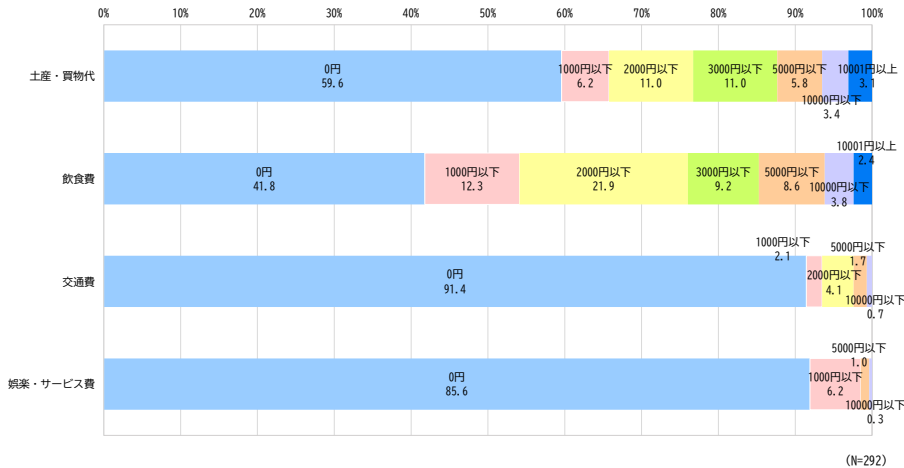 0% 10% 20% 30% 40% 50% 60% 70% 80% 90% 100%
土産・買物代
0円
59.6
1000円以下
6.2
2000円以下
11.0
3000円以下
11.0
5000円以下
5.8
10000円以下
3.4
10001円以上
3.1
飲食費
0円
41.8
1000円以下
12.3
2000円以下
21.9
3000円以下
9.2
5000円以下
8.6
10000円以下
3.8
10001円以上
2.4
交通費
0円
91.4
1000円以下
2.1
2000円以下
4.1
5000円以下
1.7
10000円以下
0.7
娯楽・サービス費
0円
85.6
1000円以下
6.2
5000円以下
1.0
10000円以下
0.3
(N=292)